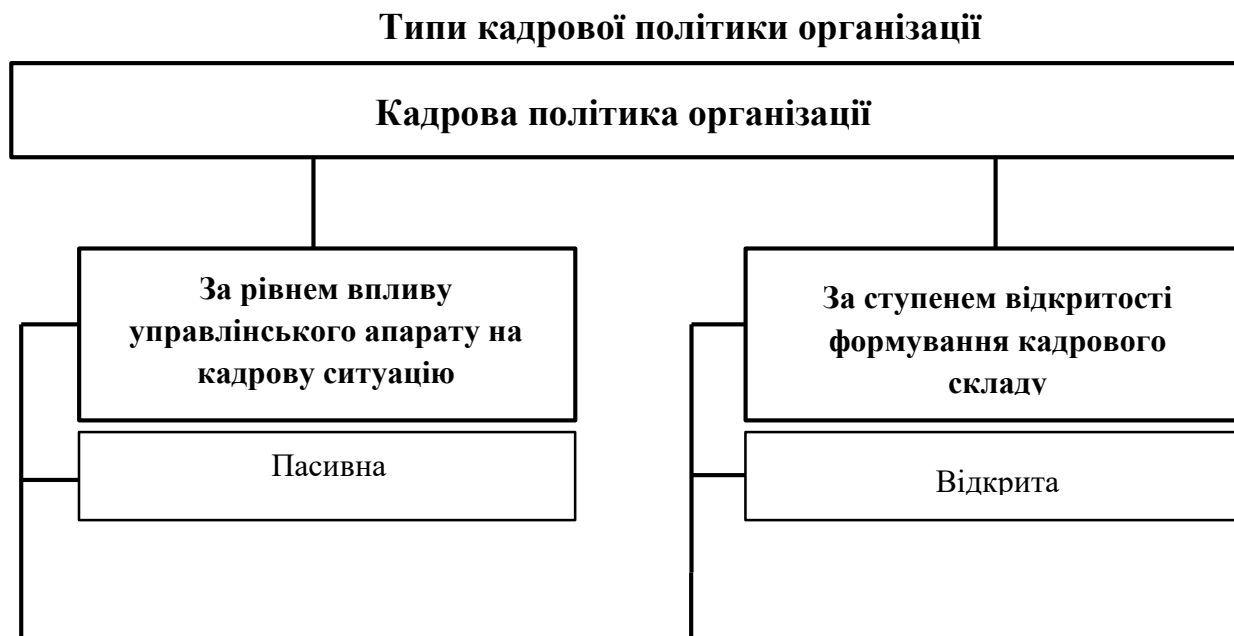 Типи кадрової політики організації
Кадрова політика організації
За рівнем впливу
управлінського апарату на
кадрову ситуацію
За ступенем відкритості
формування кадрового
складу
Пасивна
Відкрита